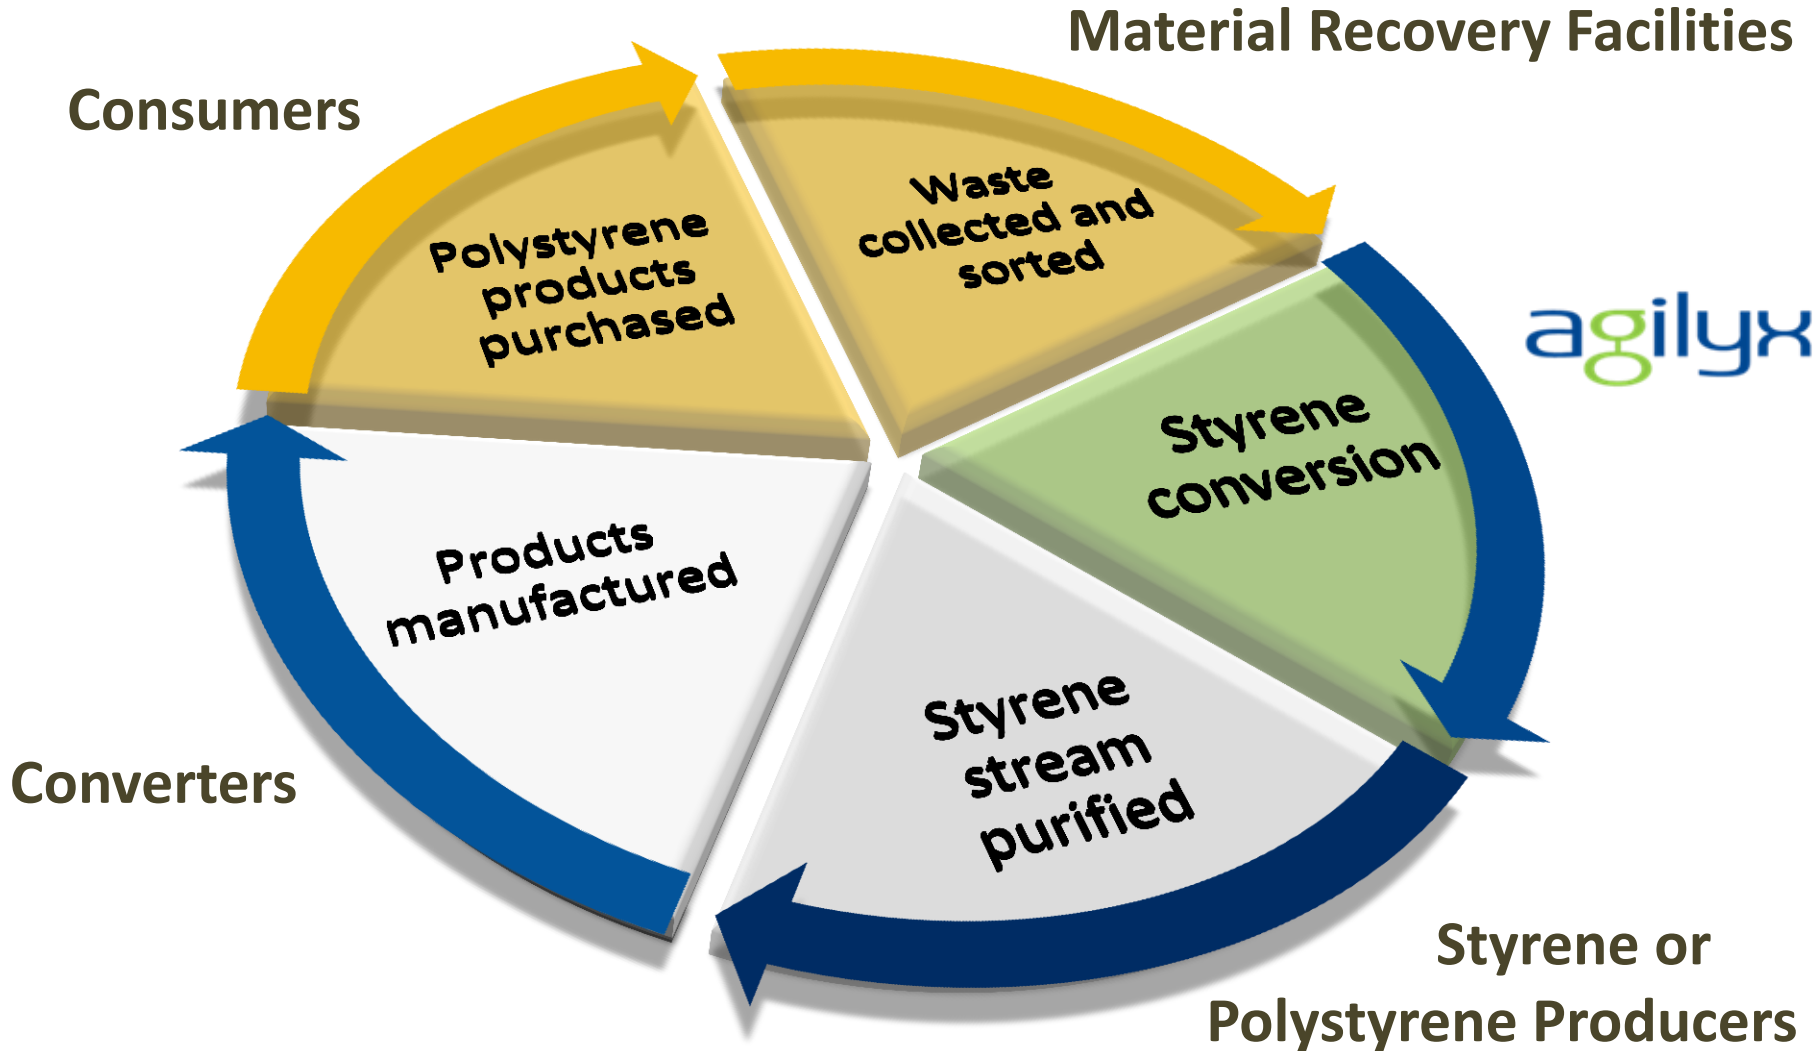 Material Recovery Facilities
Consumers
Waste
collected and
sorted
Polystyrene
products
purchased
agilyx
Styrene
conversion
Products
manufactured
Styrene
stream
purified
Converters
Styrene or
Polystyrene Producers